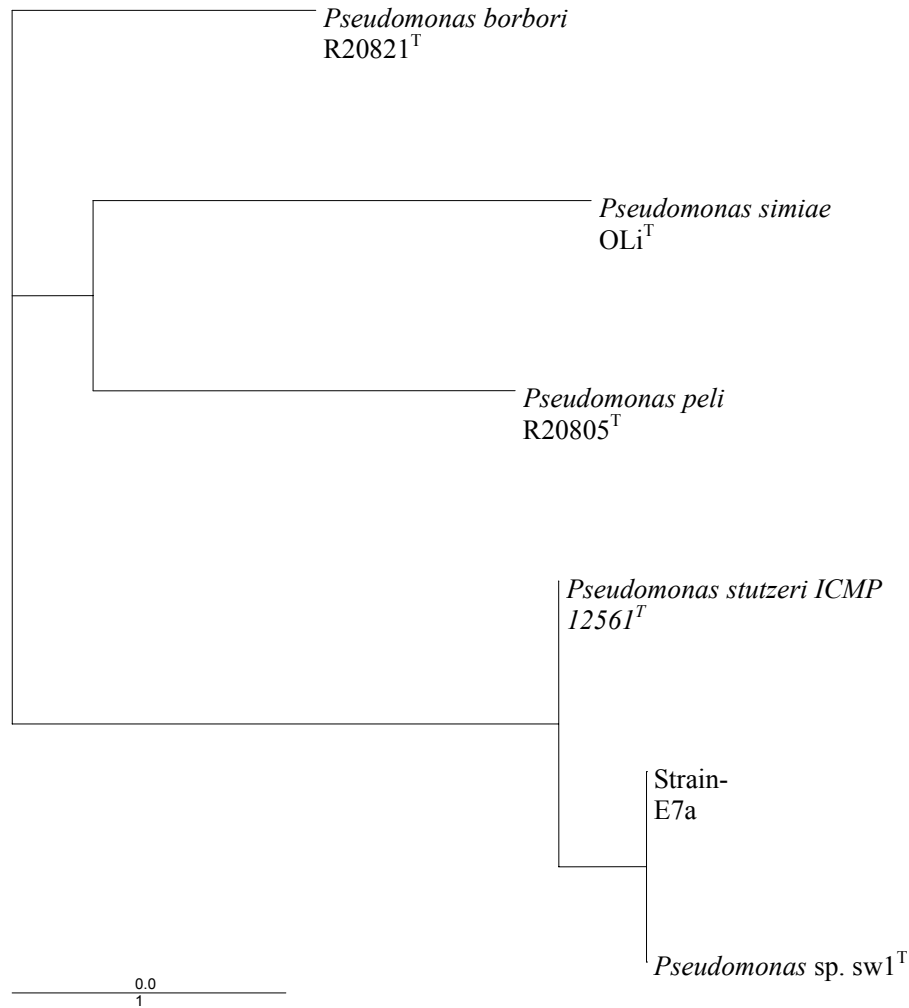 Pseudomonas borbori
R20821T
Pseudomonas simiae
OLiT
Pseudomonas peli
R20805T
Pseudomonas stutzeri ICMP
12561T
Strain-
E7a
Pseudomonas sp. sw1T
0.0
1